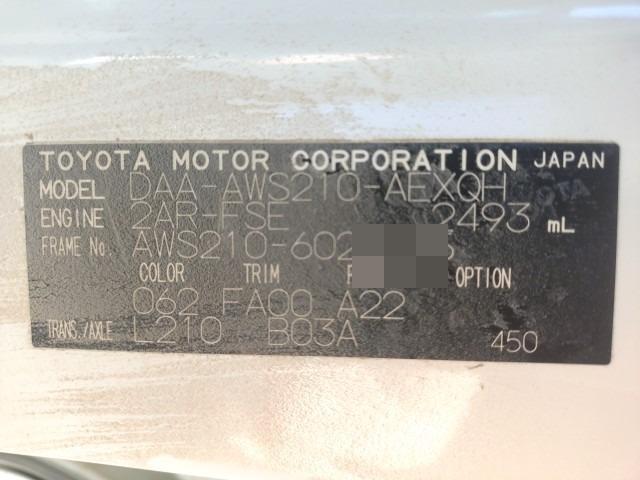 TOYOTA MOTOR CORPORATION JAPAN
MODEL DAA-AWS210-AEXQH
ENGINE 2AR-FSE 2493 mL
FRAME No. AWS210-602
COLOR TRIM OPTION
062 FA00 A22
TRANS./AXLE L210 B03A 450